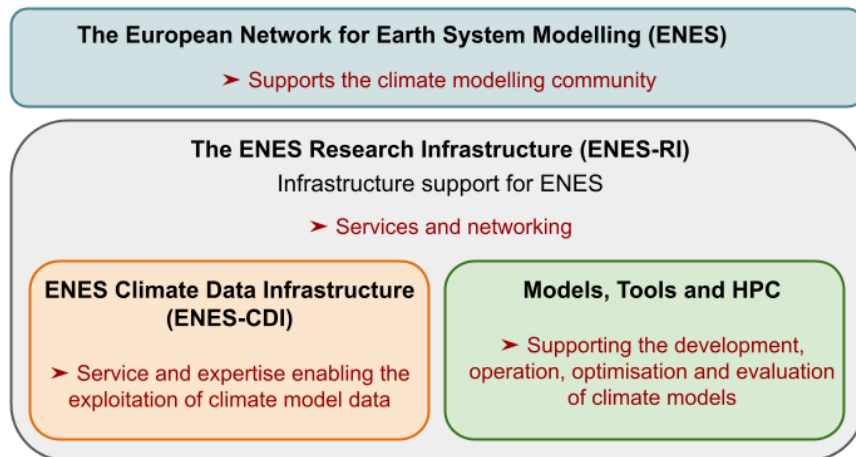 The European Network for Earth System Modelling (ENES)
➤ Supports the climate modelling community
The ENES Research Infrastructure (ENES-RI)
Infrastructure support for ENES
➤ Services and networking
ENES Climate Data Infrastructure
(ENES-CDI)
➤ Service and expertise enabling the
exploitation of climate model data
Models, Tools and HPC
➤ Supporting the development,
operation, optimisation and evaluation
of climate models